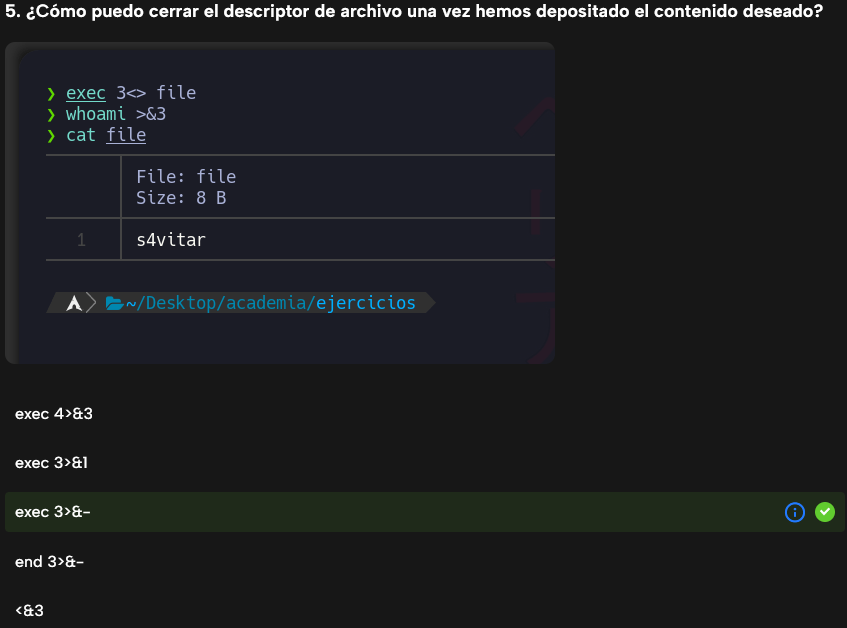 5. ¿Cómo puedo cerrar el descriptor de archivo una vez hemos depositado el contenido deseado?
❯ exec 3<> file
❯ whoami >&3
❯ cat file
File: file
Size: 8 B
1 s4vitar
~/Desktop/academia/ejercicios
exec 4>&3
exec 3>&1
exec 3>&-
end 3>&-
<&3